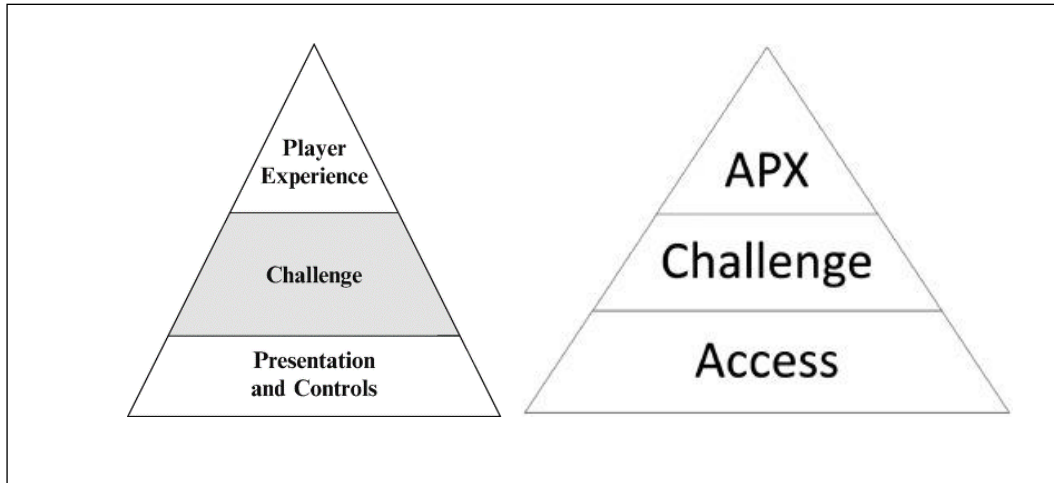 Player
Experience
Challenge
Presentation
and Controls
APX
Challenge
Access